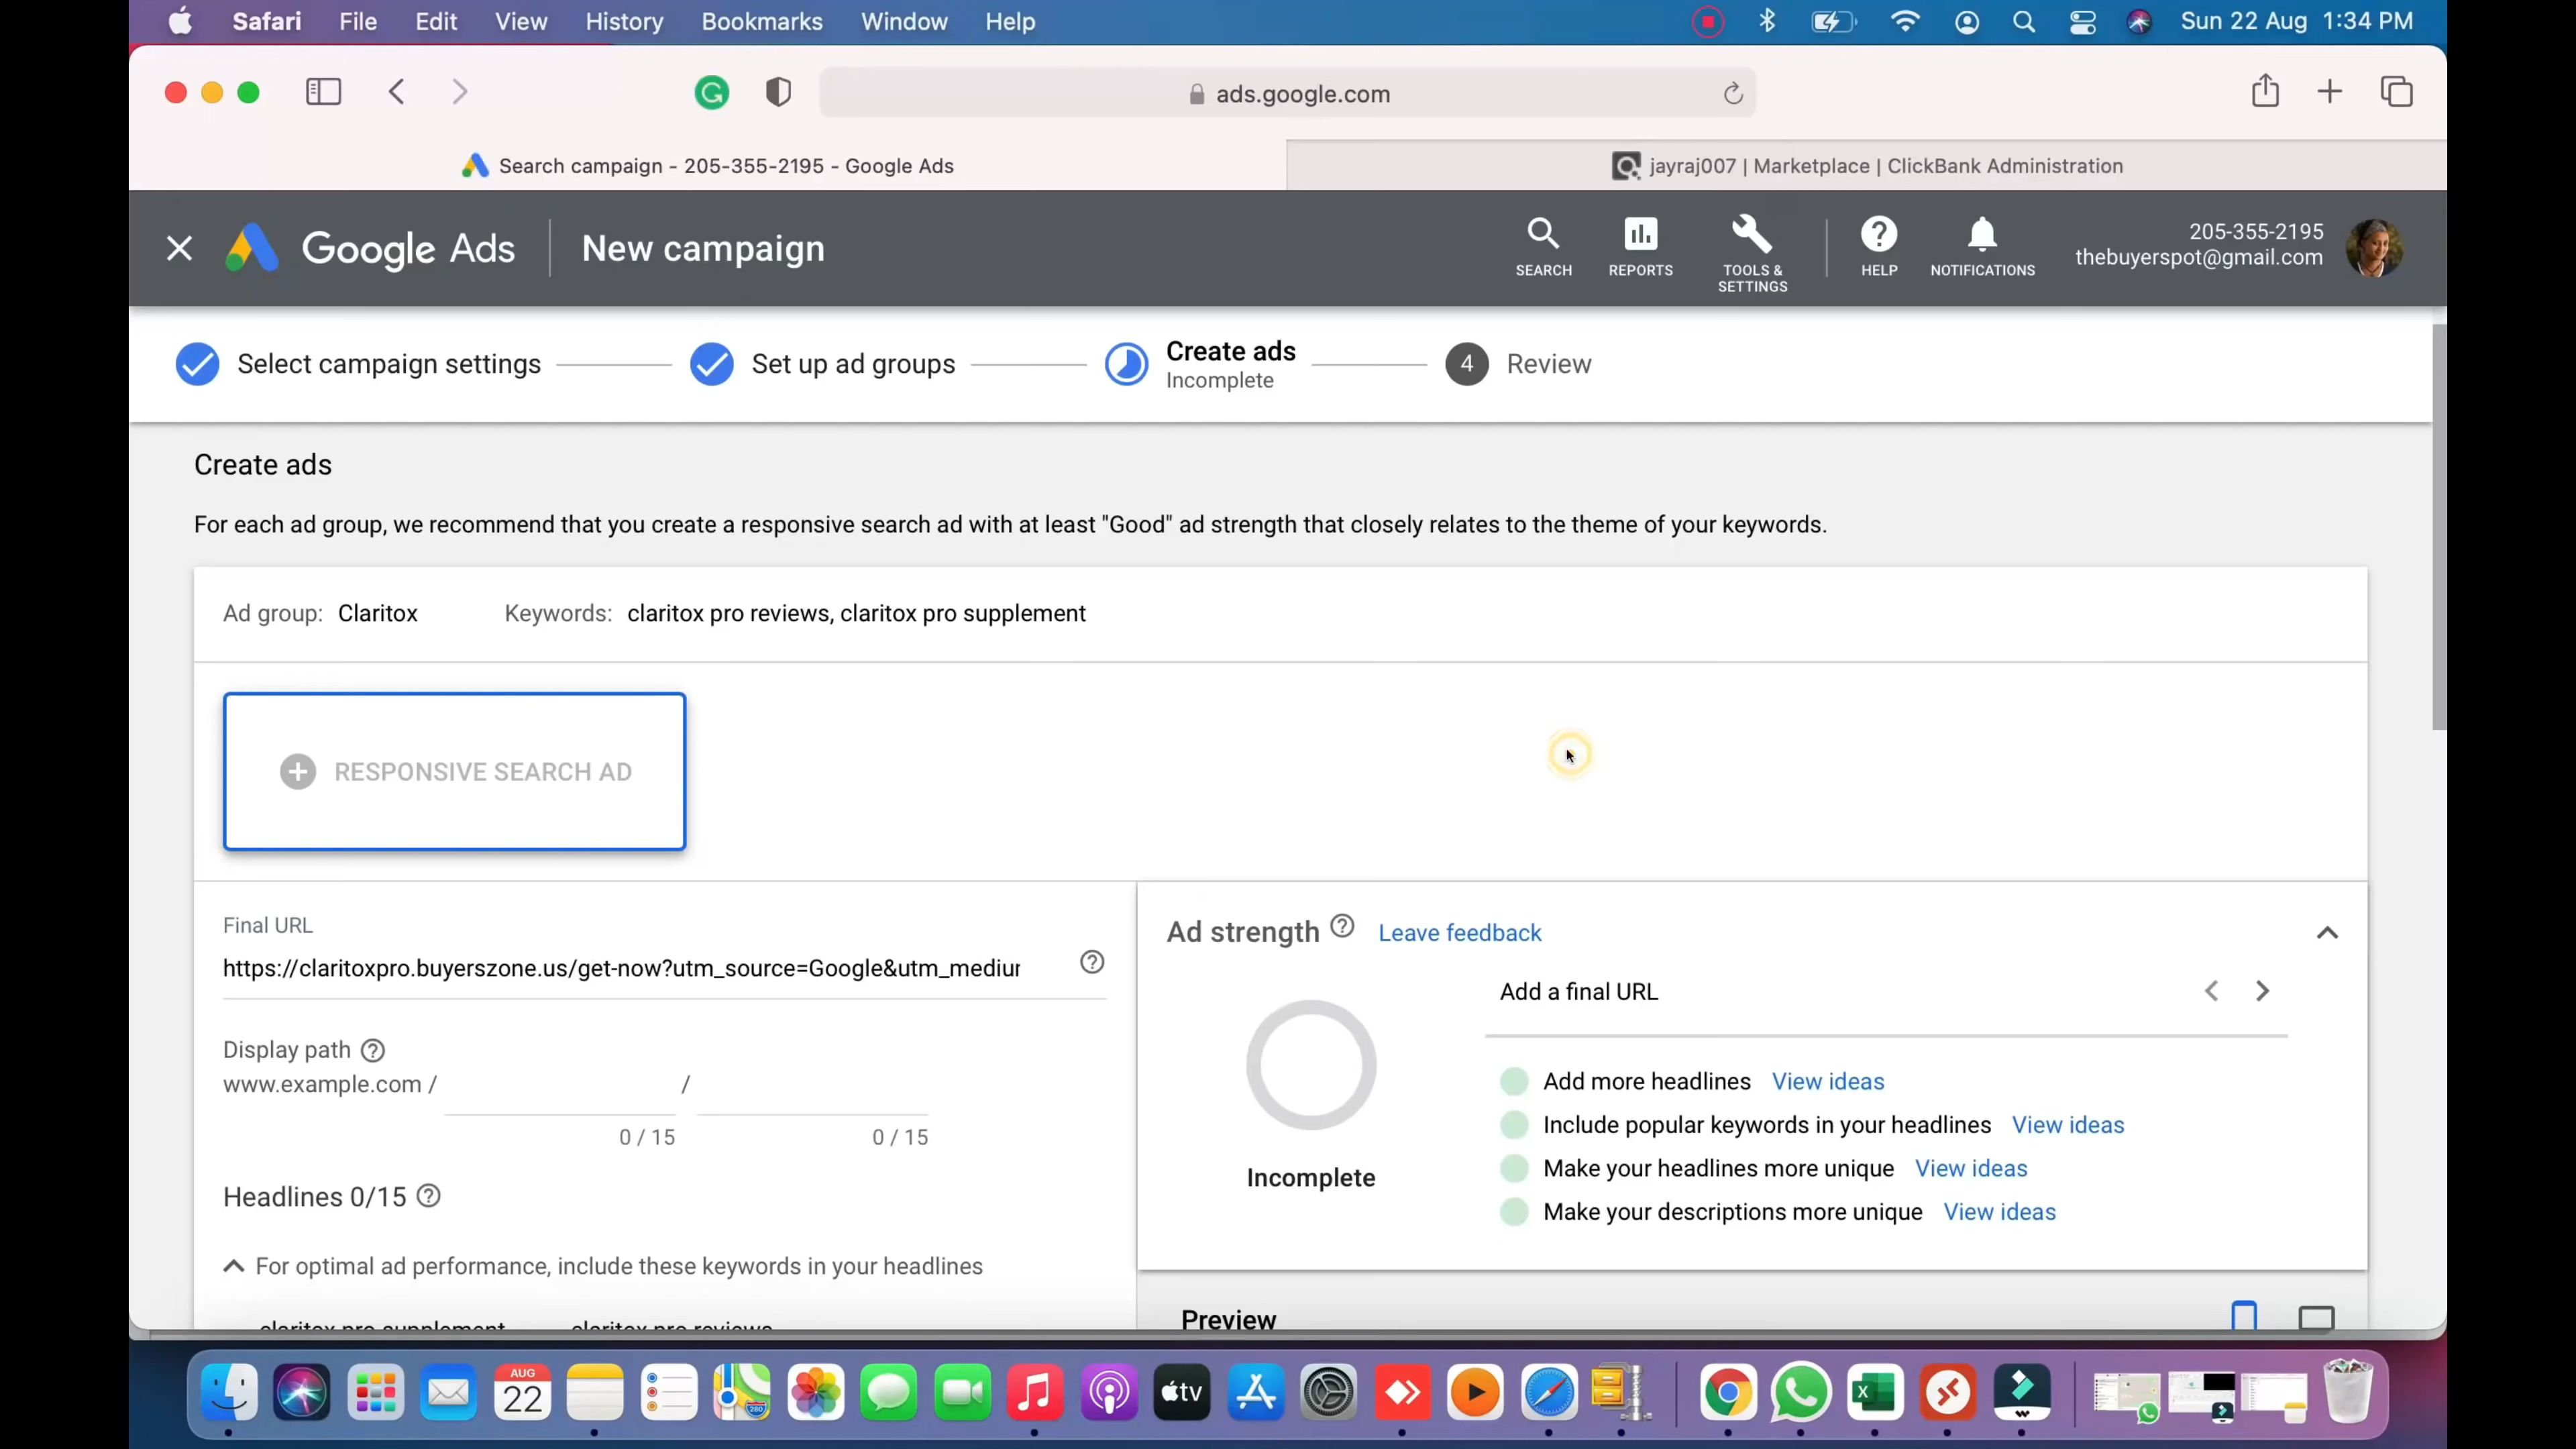 Safari File Edit View History Bookmarks Window Help Sun 22 Aug 1:34 PM
ads.google.com
Search campaign - 205-355-2195 - Google Ads
jayraj007 | Marketplace | ClickBank Administration
Google Ads New campaign
SEARCH REPORTS TOOLS & SETTINGS HELP NOTIFICATIONS
205-355-2195
thebuyerspot@gmail.com
Select campaign settings
Set up ad groups
Create ads
Incomplete
4 Review
Create ads
For each ad group, we recommend that you create a responsive search ad with at least "Good" ad strength that closely relates to the theme of your keywords.
Ad group: Claritox Keywords: claritox pro reviews, claritox pro supplement
RESPONSIVE SEARCH AD
Final URL
https://claritoxpro.buyerszone.us/get-now?utm_source=Google&utm_mediur
Display path
www.example.com / /
0 / 15 0 / 15
Headlines 0/15
For optimal ad performance, include these keywords in your headlines
claritox pro supplement claritox pro reviews
Ad strength Leave feedback
Add a final URL
Incomplete
Add more headlines View ideas
Include popular keywords in your headlines View ideas
Make your headlines more unique View ideas
Make your descriptions more unique View ideas
Preview
AUG
22
280
tv
X